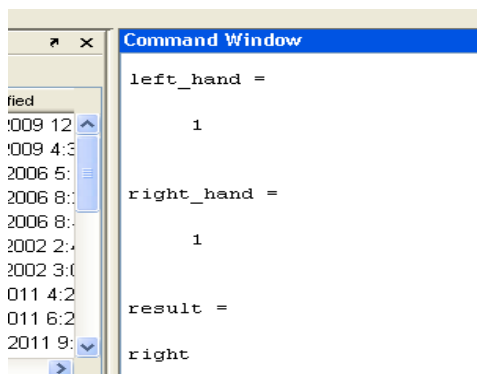 Command Window
left_hand =
1
right_hand =
1
result =
right
fied
2009 12
2009 4:3
2006 5:
2006 8:
2006 8:
2002 2:
2002 3:0
011 4:2
011 6:2
2011 9: